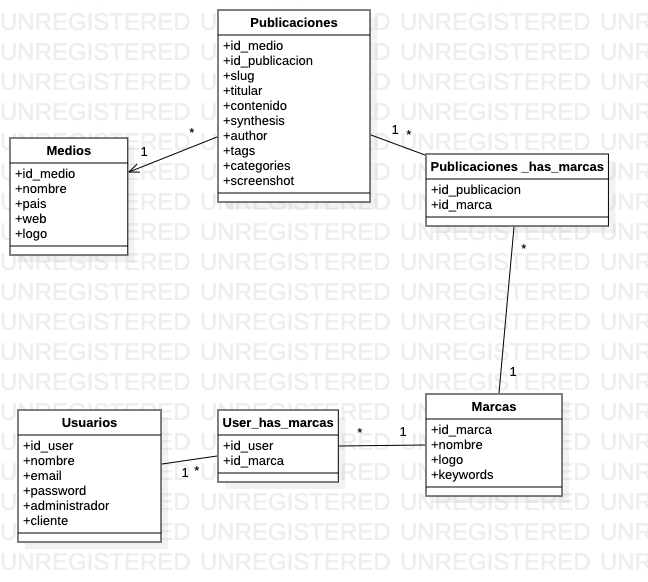 Publicaciones
+id_medio
+id_publicacion
+slug
+titular
+contenido
+synthesis
+author
+tags
+categories
+screenshot
Medios
+id_medio
+nombre
+pais
+web
+logo
1
*
1
*
Publicaciones _has_marcas
+id_publicacion
+id_marca
*
1
Marcas
+id_marca
+nombre
+logo
+keywords
Usuarios
+id_user
+nombre
+email
+password
+administrador
+cliente
User_has_marcas
+id_user
+id_marca
*
1
1
*
UNREGISTERED